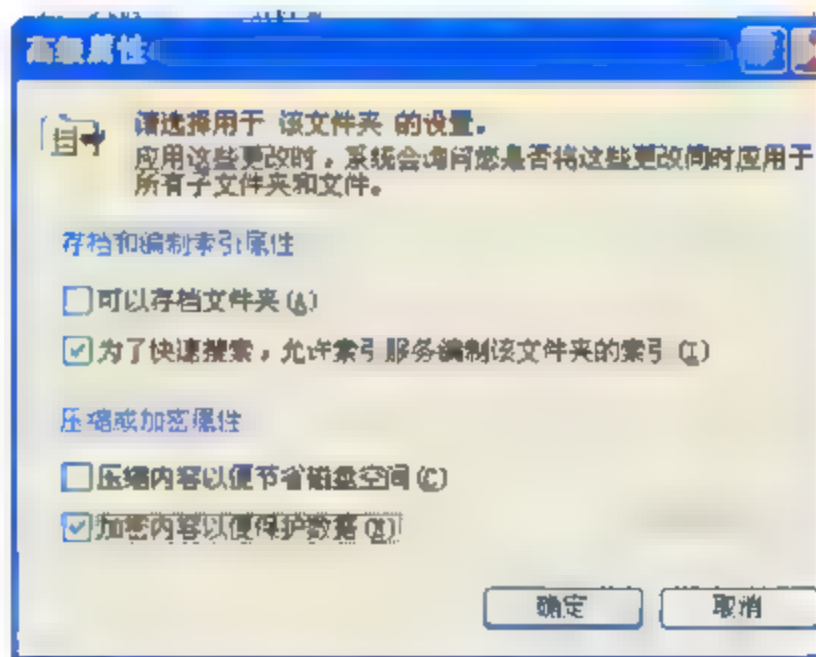 高级属性
请选择用于 该文件夹 的设置。
应用这些更改时，系统会询问您是否将这些更改同时应用于
所有子文件夹和文件。
存档和编制索引属性
可以存档文件夹(A)
为了快速搜索，允许索引服务编制该文件夹的索引(I)
压缩或加密属性
压缩内容以便节省磁盘空间(C)
加密内容以便保护数据(E)
确定
取消